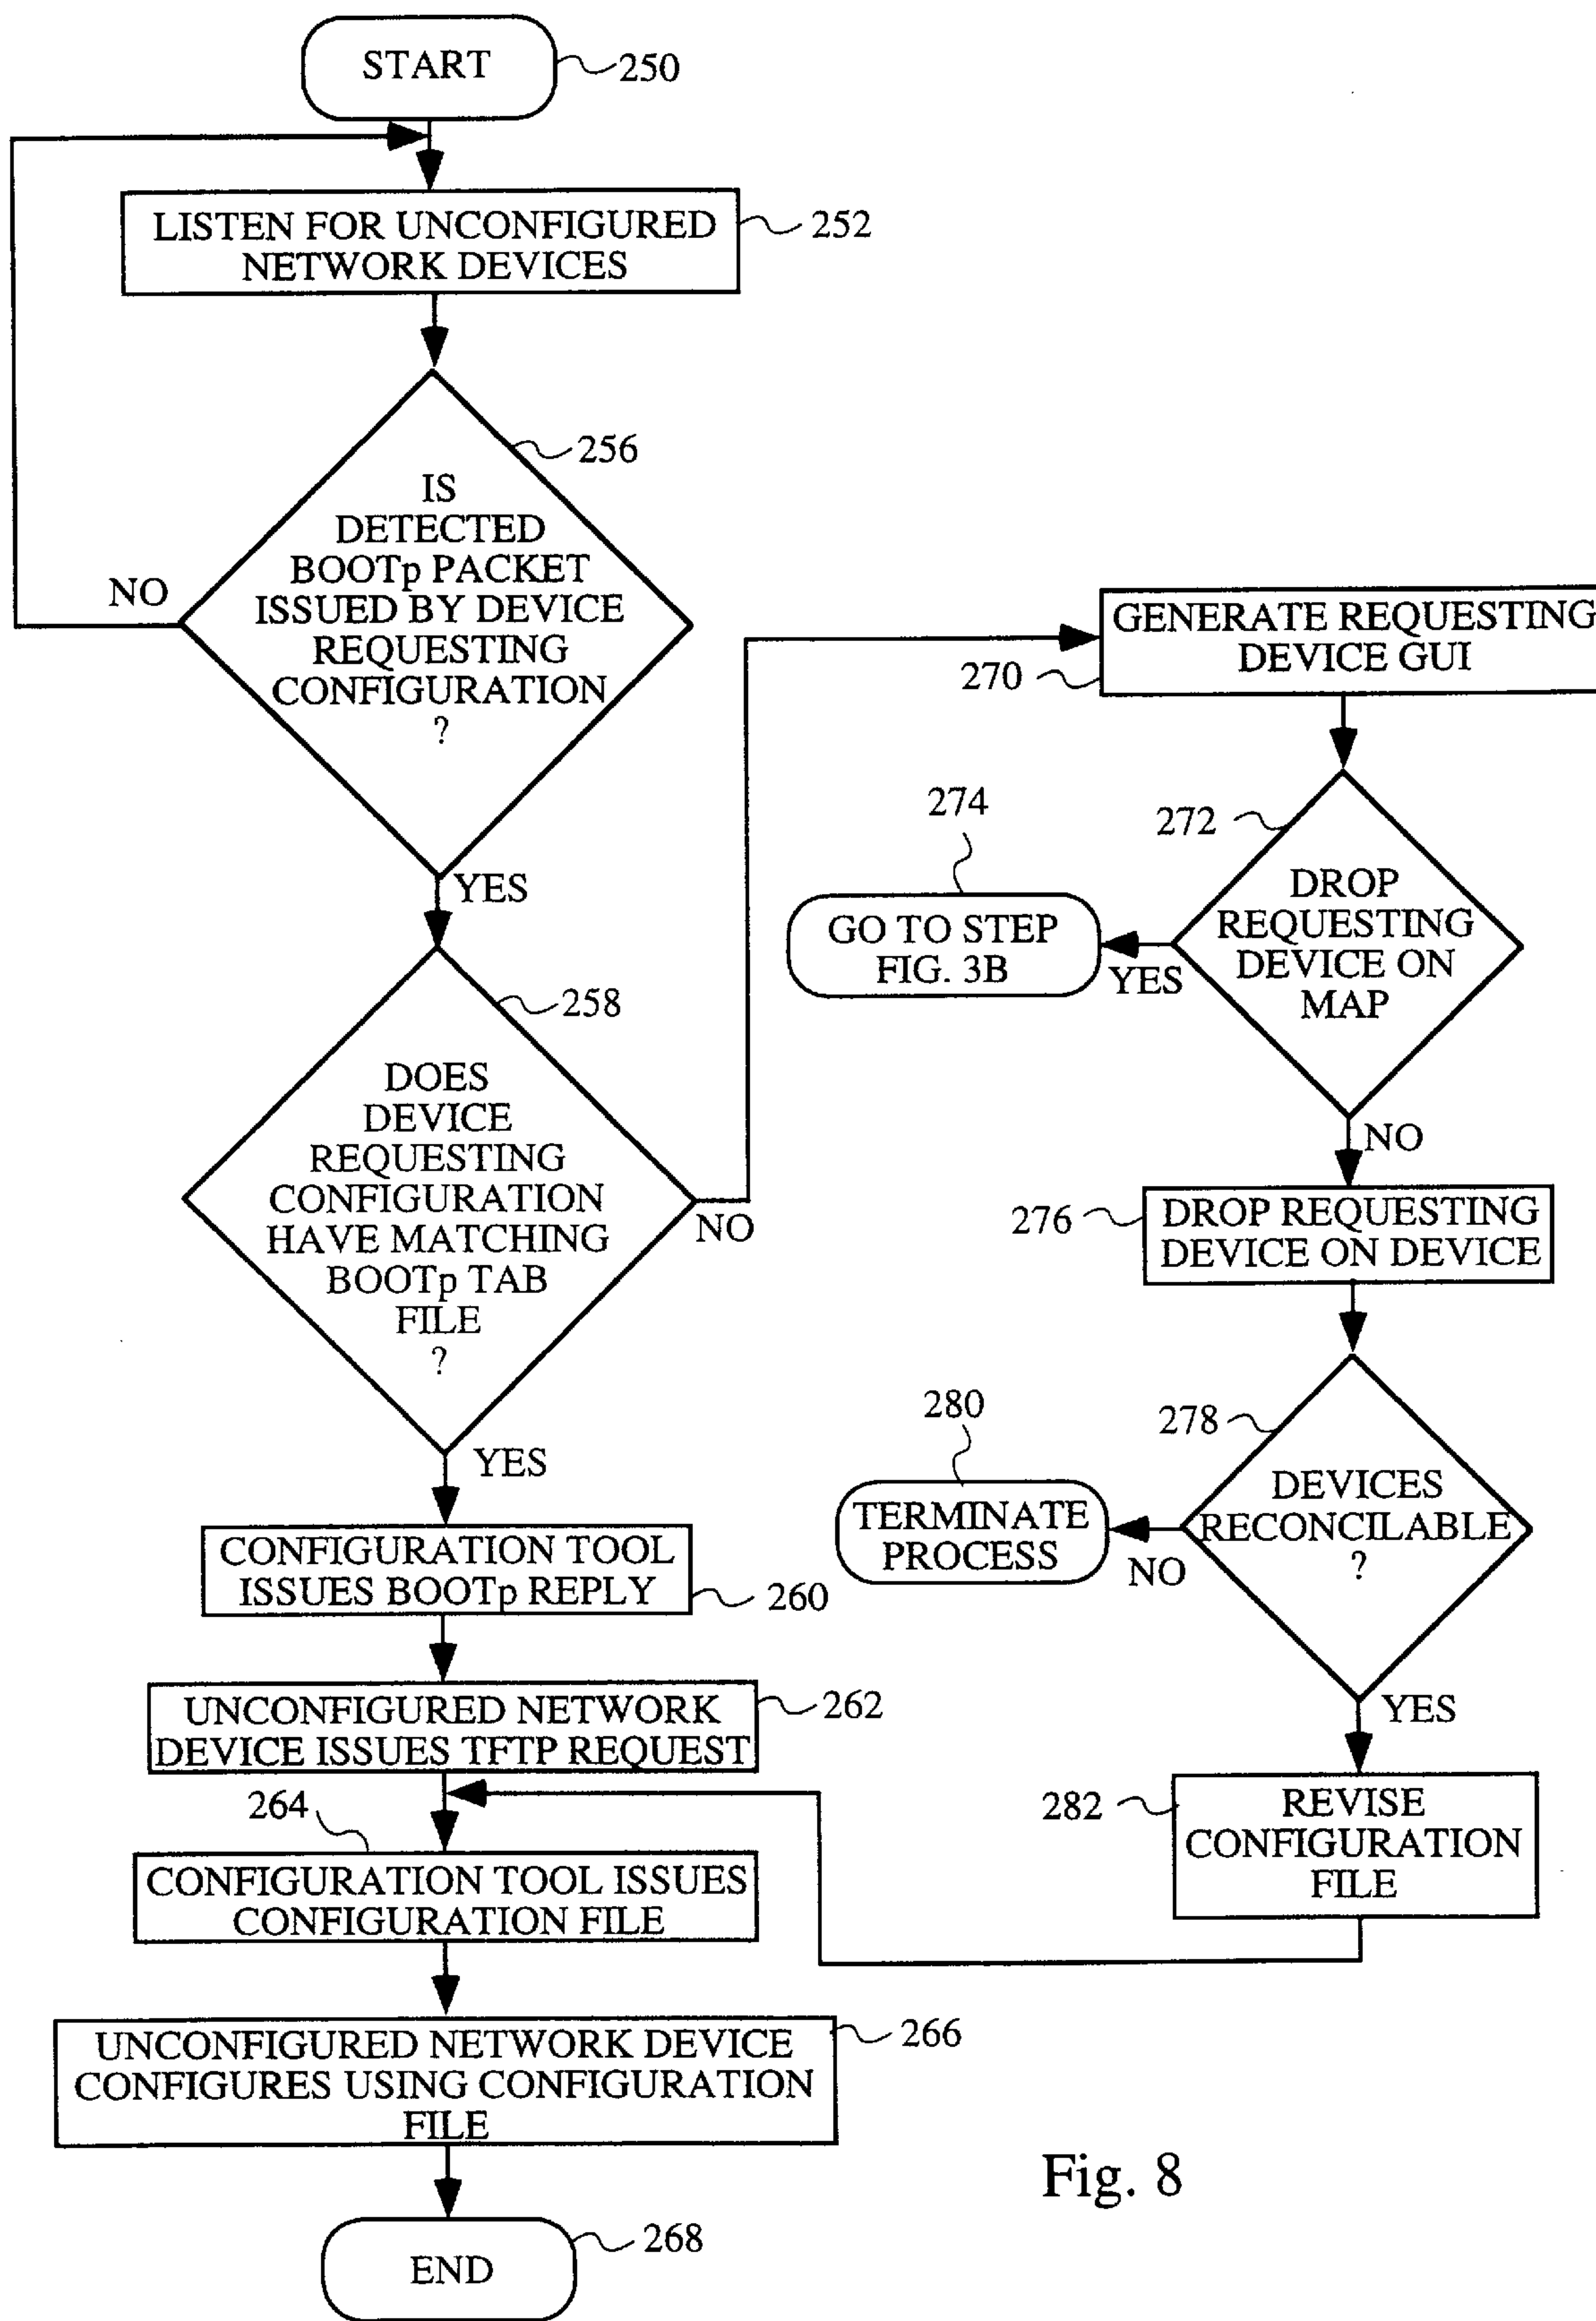 START
250
LISTEN FOR UNCONFIGURED
NETWORK DEVICES
252
256
IS
DETECTED
BOOTp PACKET
ISSUED BY DEVICE
REQUESTING
CONFIGURATION
?
NO
YES
258
DOES
DEVICE
REQUESTING
CONFIGURATION
HAVE MATCHING
BOOTp TAB
FILE
?
NO
YES
CONFIGURATION TOOL
ISSUES BOOTp REPLY
260
UNCONFIGURED NETWORK
DEVICE ISSUES TFTP REQUEST
262
264
CONFIGURATION TOOL ISSUES
CONFIGURATION FILE
UNCONFIGURED NETWORK DEVICE
CONFIGURES USING CONFIGURATION
FILE
266
END
268
GENERATE REQUESTING
DEVICE GUI
270
272
DROP
REQUESTING
DEVICE ON
MAP
274
GO TO STEP
FIG. 3B
YES
NO
276
DROP REQUESTING
DEVICE ON DEVICE
278
DEVICES
RECONCILABLE
?
280
TERMINATE
PROCESS
NO
YES
282
REVISE
CONFIGURATION
FILE
Fig. 8